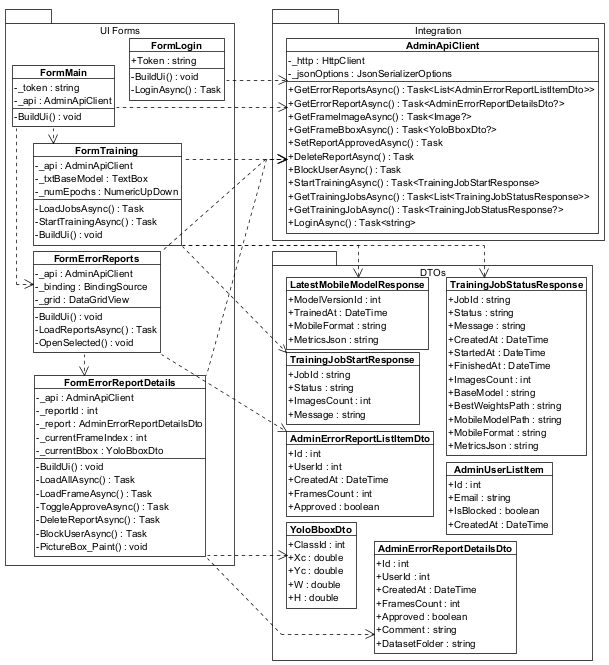 UI Forms
FormLogin
+Token : string
-BuildUi() : void
-LoginAsync() : Task
FormMain
-_token : string
-_api : AdminApiClient
-BuildUi() : void
FormTraining
-_api : AdminApiClient
-_txtBaseModel : TextBox
-_numEpochs : NumericUpDown
-LoadJobsAsync() : Task
-StartTrainingAsync() : Task
-BuildUi() : void
FormErrorReports
-_api : AdminApiClient
-_binding : BindingSource
-_grid : DataGridView
-BuildUi() : void
-LoadReportsAsync() : Task
-OpenSelected() : void
FormErrorReportDetails
-_api : AdminApiClient
-_reportId : int
-_report : AdminErrorReportDetailsDto
-_currentFrameIndex : int
-_currentBbox : YoloBboxDto
-BuildUi() : void
-LoadAllAsync() : Task
-LoadFrameAsync() : Task
-ToggleApproveAsync() : Task
-DeleteReportAsync() : Task
-BlockUserAsync() : Task
-PictureBox_Paint() : void
Integration
AdminApiClient
-_http : HttpClient
-_jsonOptions : JsonSerializerOptions
+GetErrorReportsAsync() : Task<List<AdminErrorReportListItemDto>>
+GetErrorReportAsync() : Task<AdminErrorReportDetailsDto?>
+GetFrameImageAsync() : Task<Image?>
+GetFrameBboxAsync() : Task<YoloBboxDto?>
+SetReportApprovedAsync() : Task
+DeleteReportAsync() : Task
+BlockUserAsync() : Task
+StartTrainingAsync() : Task<TrainingJobStartResponse>
+GetTrainingJobsAsync() : Task<List<TrainingJobStatusResponse>>
+GetTrainingJobAsync() : Task<TrainingJobStatusResponse?>
+LoginAsync() : Task<string>
DTOs
LatestMobileModelResponse
+ModelVersionId : int
+TrainedAt : DateTime
+MobileFormat : string
+MetricsJson : string
TrainingJobStatusResponse
+JobId : string
+Status : string
+Message : string
+CreatedAt : DateTime
+StartedAt : DateTime
+FinishedAt : DateTime
+ImagesCount : int
+BaseModel : string
+BestWeightsPath : string
+MobileModelPath : string
+MobileFormat : string
+MetricsJson : string
TrainingJobStartResponse
+JobId : string
+Status : string
+ImagesCount : int
+Message : string
AdminErrorReportListItemDto
+Id : int
+UserId : int
+CreatedAt : DateTime
+FramesCount : int
+Approved : boolean
AdminUserListItem
+Id : int
+Email : string
+IsBlocked : boolean
+CreatedAt : DateTime
YoloBboxDto
+ClassId : int
+Xc : double
+Yc : double
+W : double
+H : double
AdminErrorReportDetailsDto
+Id : int
+UserId : int
+CreatedAt : DateTime
+FramesCount : int
+Approved : boolean
+Comment : string
+DatasetFolder : string